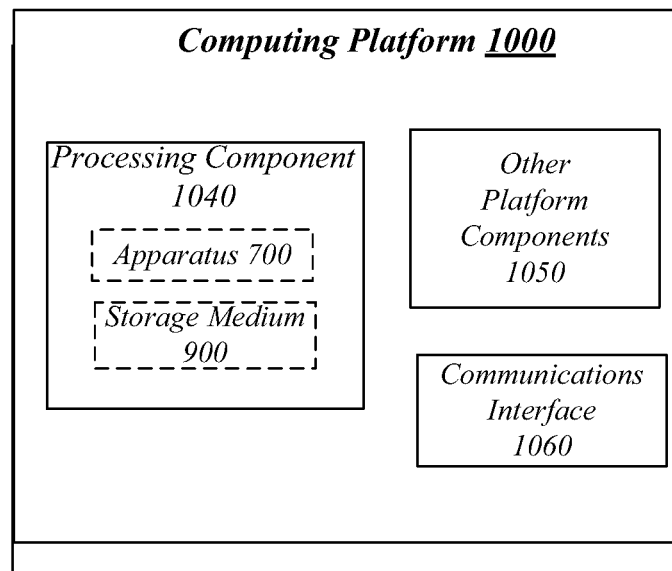 Computing Platform 1000
Processing Component
1040
Apparatus 700
Storage Medium
900
Other
Platform
Components
1050
Communications
Interface
1060